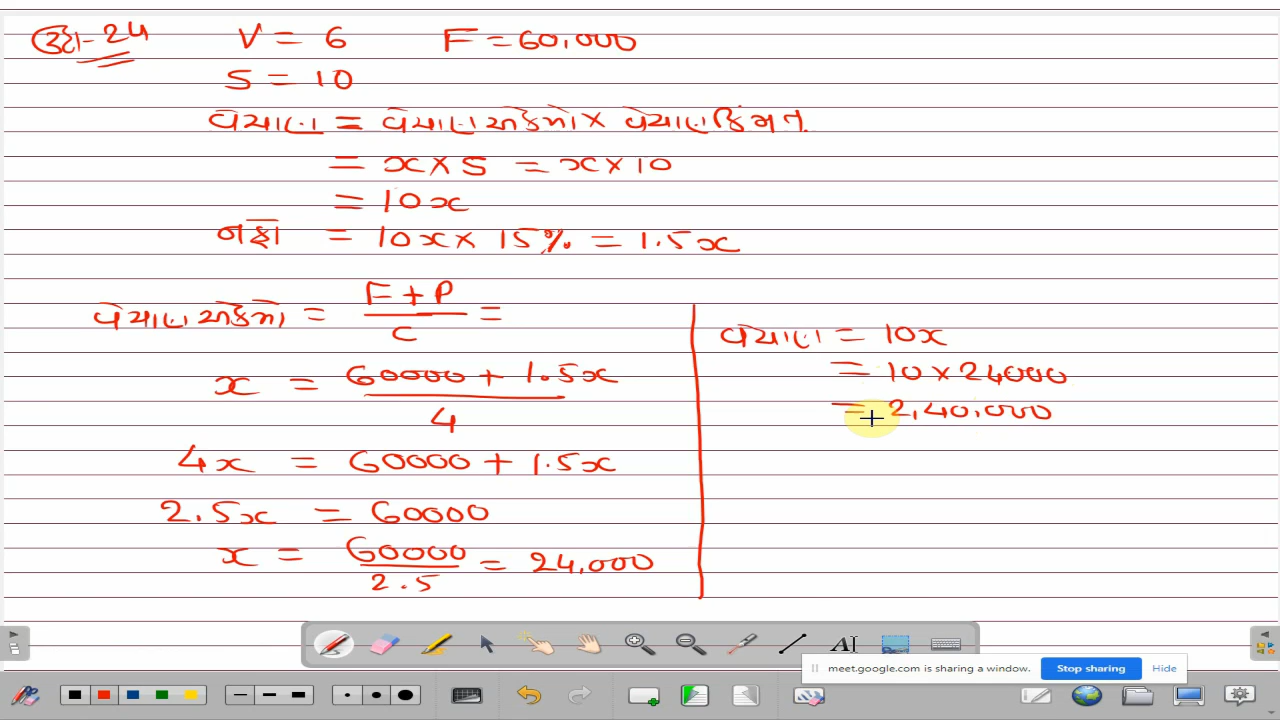 ઉદા-24 V = 6 F = 60,000
S = 10
વેચાણ = વેચાણ એકમો × વેચાણ કિંમત
= x × S = x × 10
= 10x
નફો = 10x × 15% = 1.5x
વેચાણ એકમો = F + P / C =
x = 60000 + 1.5x / 4
4x = 60000 + 1.5x
2.5x = 60000
x = 60000 / 2.5 = 24,000
વેચાણ = 10x
= 10 × 24000
= 2,40,000
AI
meet.google.com is sharing a window. Stop sharing Hide